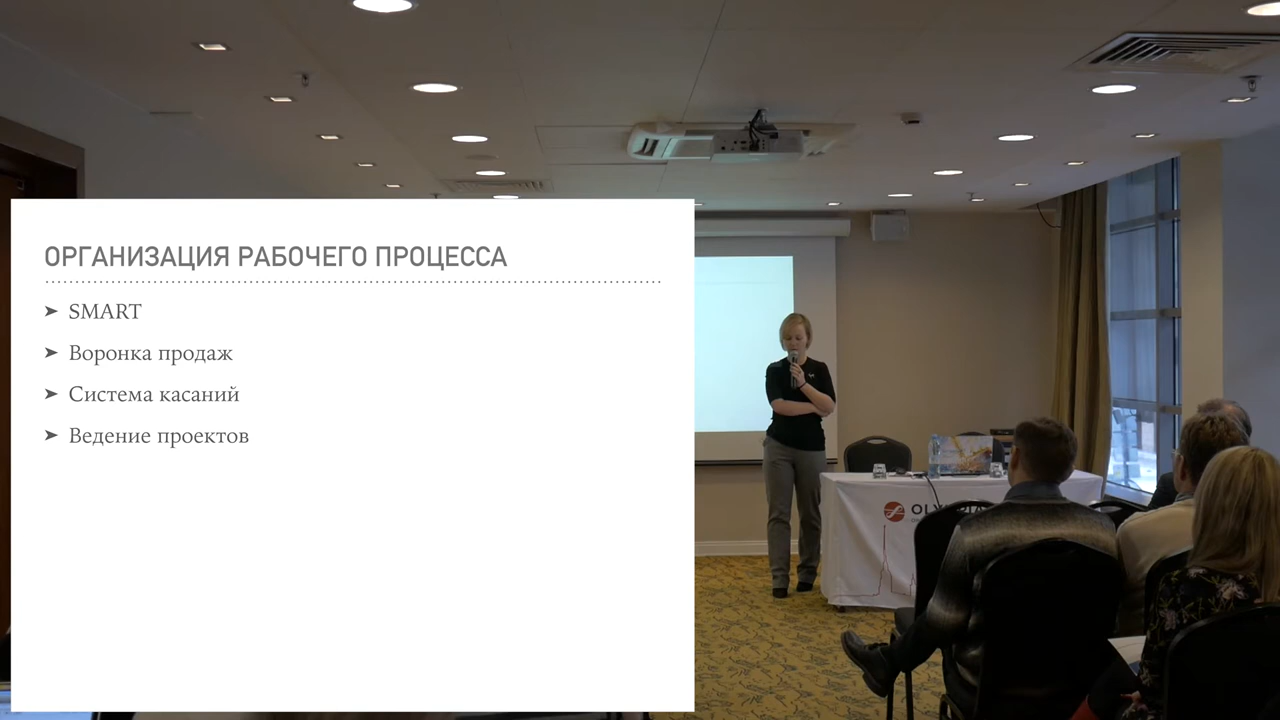 ОРГАНИЗАЦИЯ РАБОЧЕГО ПРОЦЕССА
SMART
Воронка продаж
Система касаний
Ведение проектов